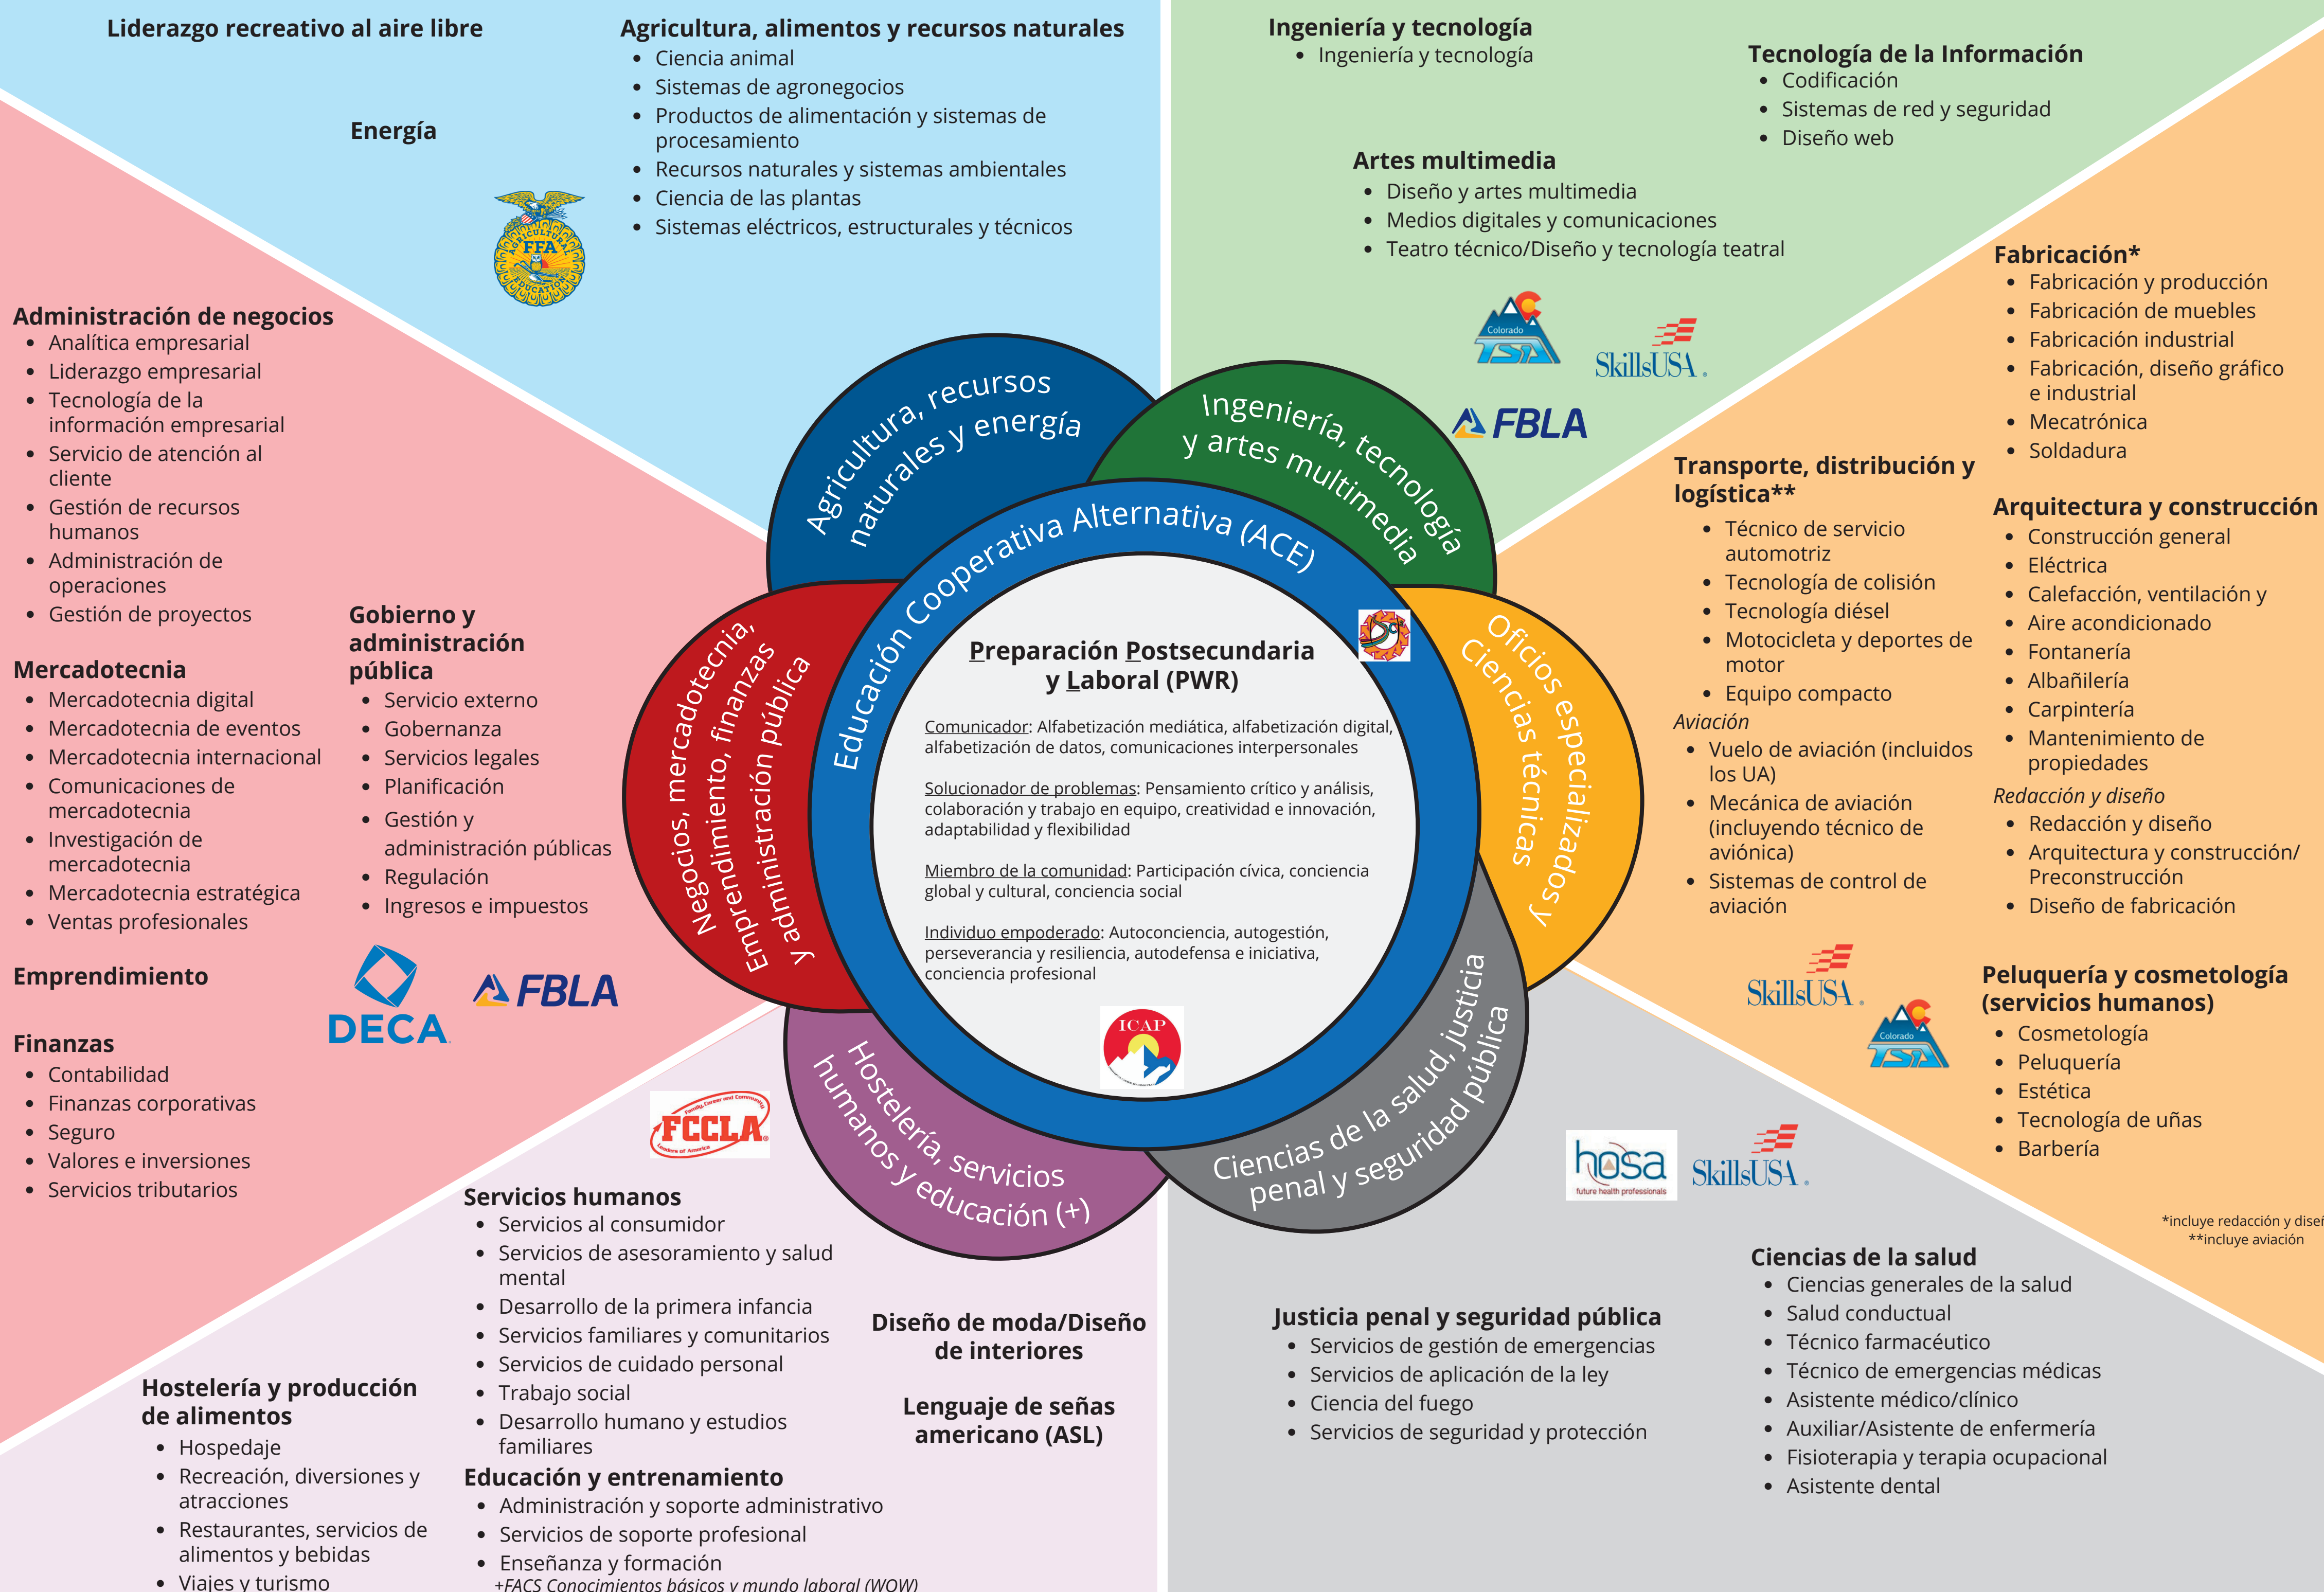 Liderazgo recreativo al aire libre
Energía
Agricultura, alimentos y recursos naturales
• Ciencia animal
• Sistemas de agronegocios
• Productos de alimentación y sistemas de
procesamiento
• Recursos naturales y sistemas ambientales
• Ciencia de las plantas
• Sistemas eléctricos, estructurales y técnicos
AGRICULTURAL
FFA
EDUCATION
Ingeniería y tecnología
• Ingeniería y tecnología
Tecnología de la Información
• Codificación
• Sistemas de red y seguridad
• Diseño web
Artes multimedia
• Diseño y artes multimedia
• Medios digitales y comunicaciones
• Teatro técnico/Diseño y tecnología teatral
Colorado
TSA
SkillsUSA
FBLA
Fabricación*
• Fabricación y producción
• Fabricación de muebles
• Fabricación industrial
• Fabricación, diseño gráfico
e industrial
• Mecatrónica
• Soldadura
Transporte, distribución y
logística**
• Técnico de servicio
automotriz
• Tecnología de colisión
• Tecnología diésel
• Motocicleta y deportes de
motor
• Equipo compacto
Aviación
• Vuelo de aviación (incluidos
los UA)
• Mecánica de aviación
(incluyendo técnico de
aviónica)
• Sistemas de control de
aviación
Arquitectura y construcción
• Construcción general
• Eléctrica
• Calefacción, ventilación y
• Aire acondicionado
• Fontanería
• Albañilería
• Carpintería
• Mantenimiento de
propiedades
Redacción y diseño
• Redacción y diseño
• Arquitectura y construcción/
Preconstrucción
• Diseño de fabricación
SkillsUSA
Colorado
TSA
Peluquería y cosmetología
(servicios humanos)
• Cosmetología
• Peluquería
• Estética
• Tecnología de uñas
• Barbería
*incluye redacción y dise
**incluye aviación
Administración de negocios
• Analítica empresarial
• Liderazgo empresarial
• Tecnología de la
información empresarial
• Servicio de atención al
cliente
• Gestión de recursos
humanos
• Administración de
operaciones
• Gestión de proyectos
Mercadotecnia
• Mercadotecnia digital
• Mercadotecnia de eventos
• Mercadotecnia internacional
• Comunicaciones de
mercadotecnia
• Investigación de
mercadotecnia
• Mercadotecnia estratégica
• Ventas profesionales
Emprendimiento
Finanzas
• Contabilidad
• Finanzas corporativas
• Seguro
• Valores e inversiones
• Servicios tributarios
Gobierno y
administración
pública
• Servicio externo
• Gobernanza
• Servicios legales
• Planificación
• Gestión y
administración públicas
• Regulación
• Ingresos e impuestos
DECA
FBLA
Agricultura, recursos
naturales y energía
Ingeniería, tecnología
y artes multimedia
Oficios especializados y
Ciencias técnicas
Ciencias de la salud, justicia
penal y seguridad pública
Hostelería, servicios
humanos y educación (+)
Negocios, mercadotecnia,
Emprendimiento, finanzas
y administración pública
Educación Cooperativa Alternativa (ACE)
Preparación Postsecundaria
y Laboral (PWR)
Comunicador: Alfabetización mediática, alfabetización digital,
alfabetización de datos, comunicaciones interpersonales
Solucionador de problemas: Pensamiento crítico y análisis,
colaboración y trabajo en equipo, creatividad e innovación,
adaptabilidad y flexibilidad
Miembro de la comunidad: Participación cívica, conciencia
global y cultural, conciencia social
Individuo empoderado: Autoconciencia, autogestión,
perseverancia y resiliencia, autodefensa e iniciativa,
conciencia profesional
ICAP
Family, Career and Community
FCCLA
Leaders of America
Servicios humanos
• Servicios al consumidor
• Servicios de asesoramiento y salud
mental
• Desarrollo de la primera infancia
• Servicios familiares y comunitarios
• Servicios de cuidado personal
• Trabajo social
• Desarrollo humano y estudios
familiares
Diseño de moda/Diseño
de interiores
Lenguaje de señas
americano (ASL)
Hostelería y producción
de alimentos
• Hospedaje
• Recreación, diversiones y
atracciones
• Restaurantes, servicios de
alimentos y bebidas
• Viajes y turismo
Educación y entrenamiento
• Administración y soporte administrativo
• Servicios de soporte profesional
• Enseñanza y formación
+FACS Conocimientos básicos y mundo laboral (WOW)
hosa
future health professionals
SkillsUSA
Justicia penal y seguridad pública
• Servicios de gestión de emergencias
• Servicios de aplicación de la ley
• Ciencia del fuego
• Servicios de seguridad y protección
Ciencias de la salud
• Ciencias generales de la salud
• Salud conductual
• Técnico farmacéutico
• Técnico de emergencias médicas
• Asistente médico/clínico
• Auxiliar/Asistente de enfermería
• Fisioterapia y terapia ocupacional
• Asistente dental